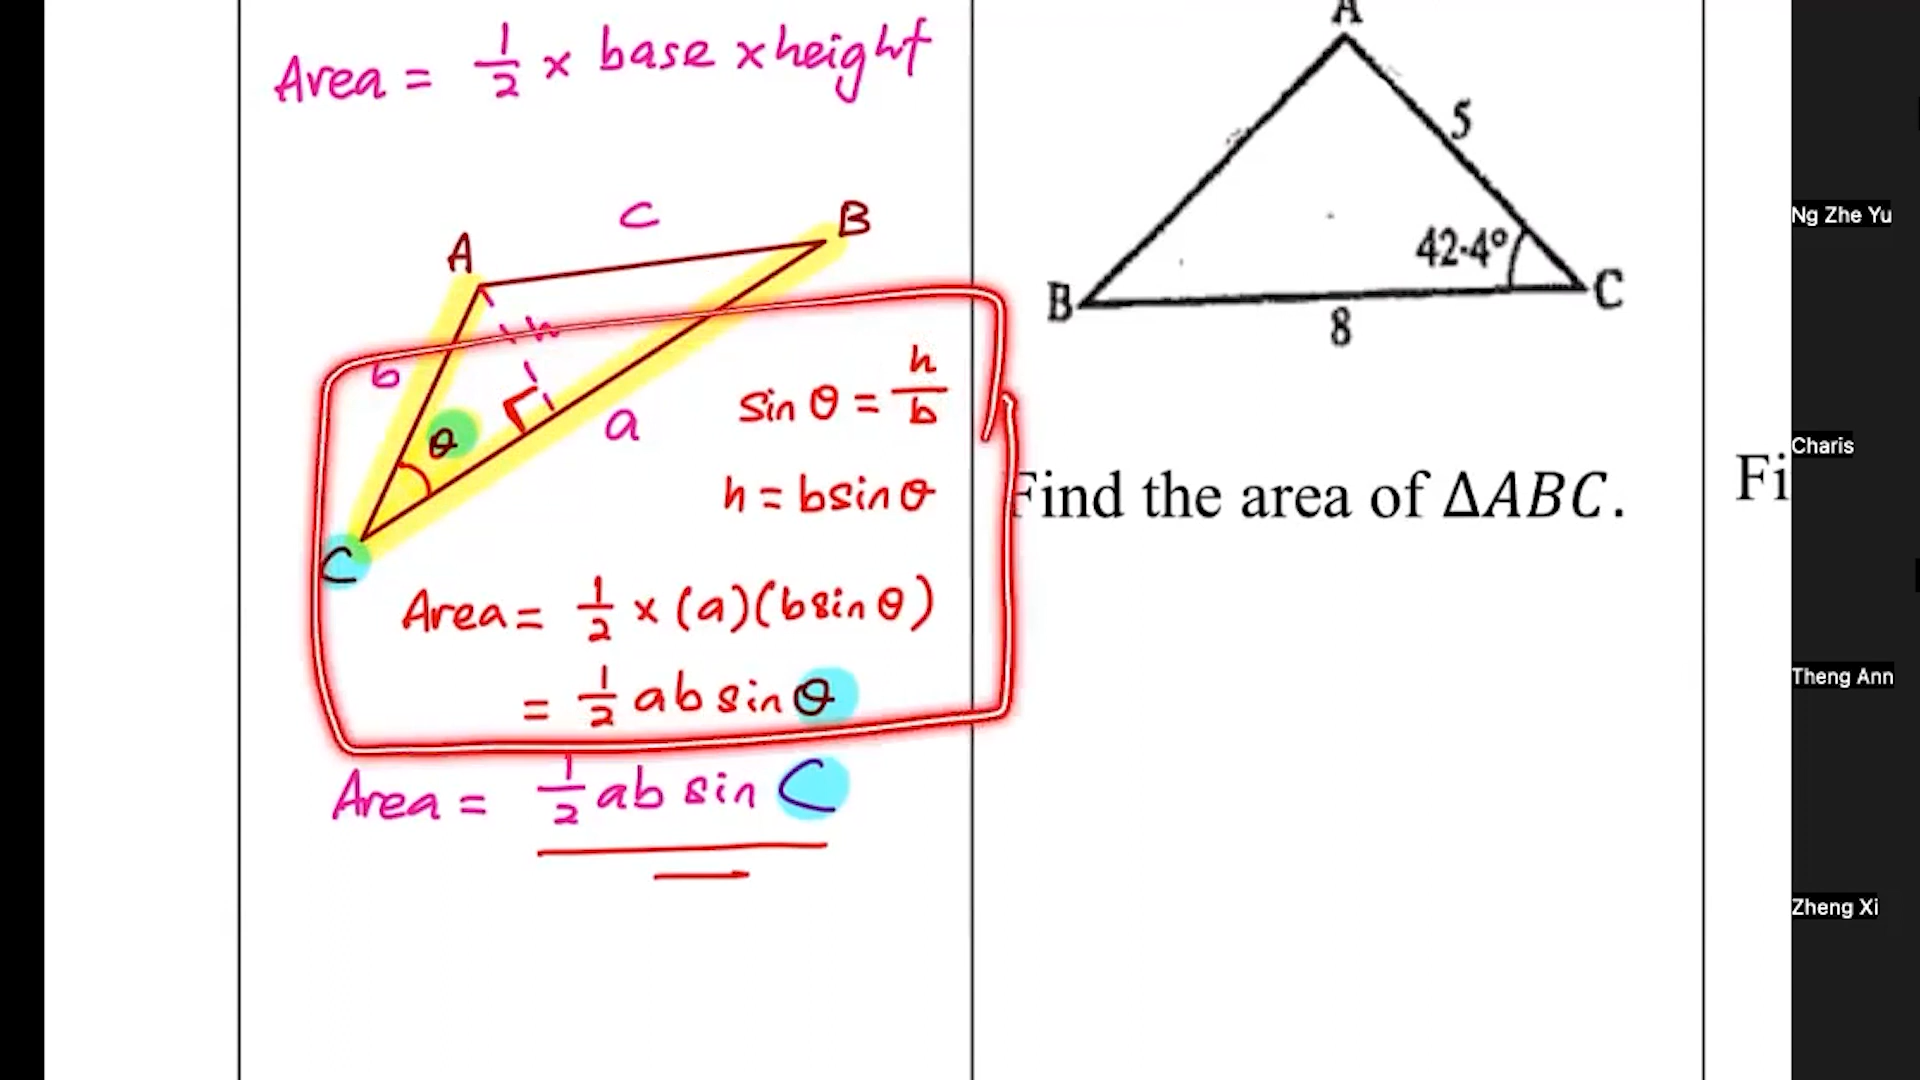 Area = 1/2 × base × height
A
B
C
a
b
c
h
θ
sin θ = h/b
h = b sin θ
Area = 1/2 × (a)(b sin θ)
= 1/2 ab sin θ
Area = 1/2 ab sin C
A
5
42·4°
B
8
C
Find the area of ΔABC.
Fi
Ng Zhe Yu
Charis
Theng Ann
Zheng Xi